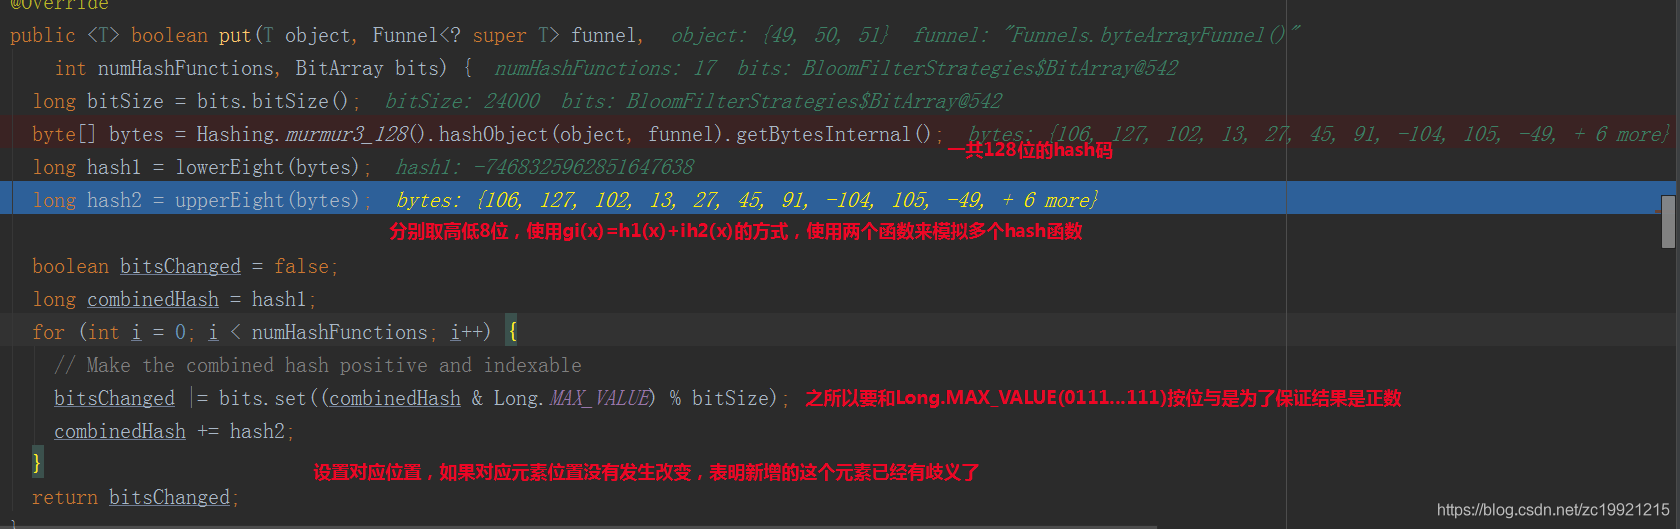 @Override
public <T> boolean put(T object, Funnel<? super T> funnel,  object: {49, 50, 51}  funnel: "Funnels.byteArrayFunnel()"
int numHashFunctions, BitArray bits) {  numHashFunctions: 17  bits: BloomFilterStrategies$BitArray@542
long bitSize = bits.bitSize();  bitSize: 24000  bits: BloomFilterStrategies$BitArray@542
byte[] bytes = Hashing.murmur3_128().hashObject(object, funnel).getBytesInternal();  bytes: {106, 127, 102, 13, 27, 45, 91, -104, 105, -49, + 6 more}
一共128位的hash码
long hash1 = lowerEight(bytes);  hash1: -7468325962851647638
long hash2 = upperEight(bytes);  bytes: {106, 127, 102, 13, 27, 45, 91, -104, 105, -49, + 6 more}
分别取高低8位，使用gi(x)=h1(x)+ih2(x)的方式，使用两个函数来模拟多个hash函数
boolean bitsChanged = false;
long combinedHash = hash1;
for (int i = 0; i < numHashFunctions; i++) {
// Make the combined hash positive and indexable
bitsChanged |= bits.set((combinedHash & Long.MAX_VALUE) % bitSize);  之所以要和Long.MAX_VALUE(0111...111)按位与是为了保证结果是正数
combinedHash += hash2;
}
设置对应位置，如果对应元素位置没有发生改变，表明新增的这个元素已经有歧义了
return bitsChanged;
https://blog.csdn.net/zc19921215
}